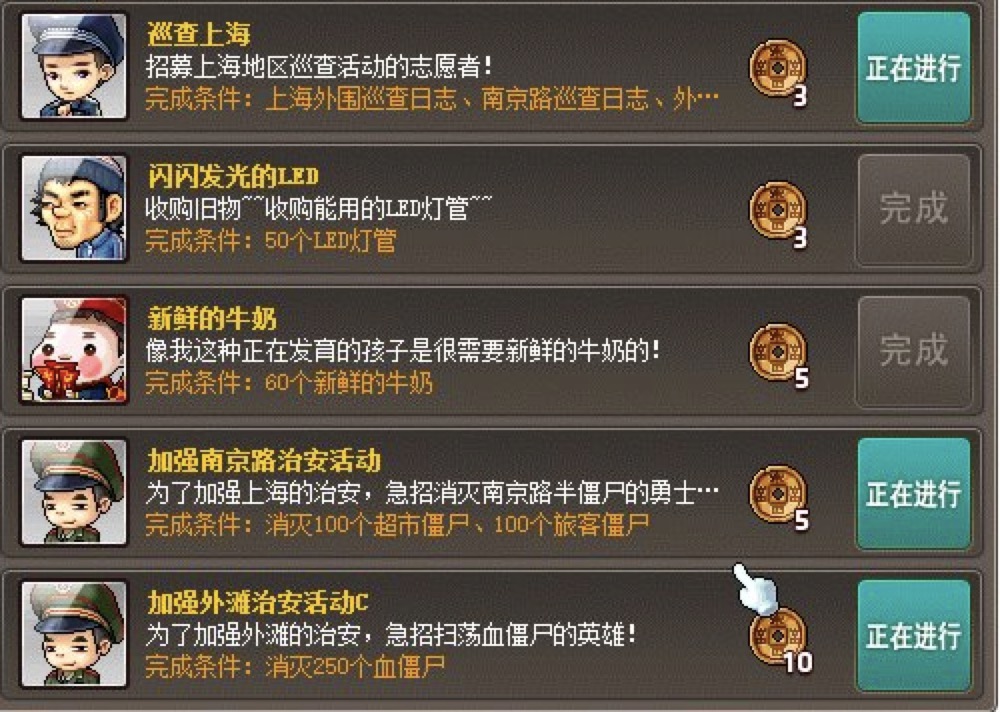 巡查上海
招募上海地区巡查活动的志愿者!
完成条件：上海外围巡查日志、南京路巡查日志、外…
3
正在进行
闪闪发光的LED
收购旧物~~收购能用的LED灯管~~
完成条件：50个LED灯管
3
完成
新鲜的牛奶
像我这种正在发育的孩子是很需要新鲜的牛奶的!
完成条件：60个新鲜的牛奶
5
完成
加强南京路治安活动
为了加强上海的治安，急招消灭南京路半僵尸的勇士…
完成条件：消灭100个超市僵尸、100个旅客僵尸
5
正在进行
加强外滩治安活动C
为了加强外滩的治安，急招扫荡血僵尸的英雄!
完成条件：消灭250个血僵尸
10
正在进行